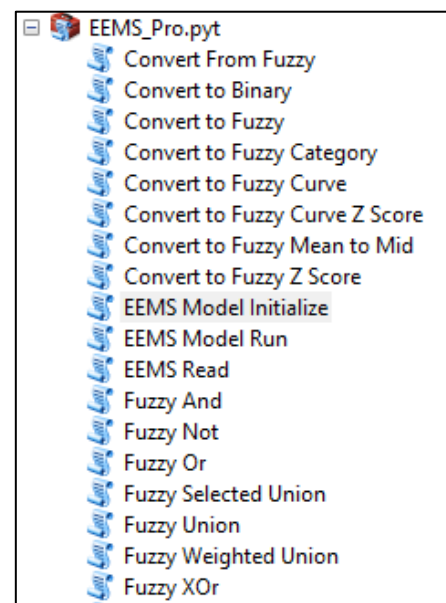 EEMS_Pro.pyt
Convert From Fuzzy
Convert to Binary
Convert to Fuzzy
Convert to Fuzzy Category
Convert to Fuzzy Curve
Convert to Fuzzy Curve Z Score
Convert to Fuzzy Mean to Mid
Convert to Fuzzy Z Score
EEMS Model Initialize
EEMS Model Run
EEMS Read
Fuzzy And
Fuzzy Not
Fuzzy Or
Fuzzy Selected Union
Fuzzy Union
Fuzzy Weighted Union
Fuzzy XOr